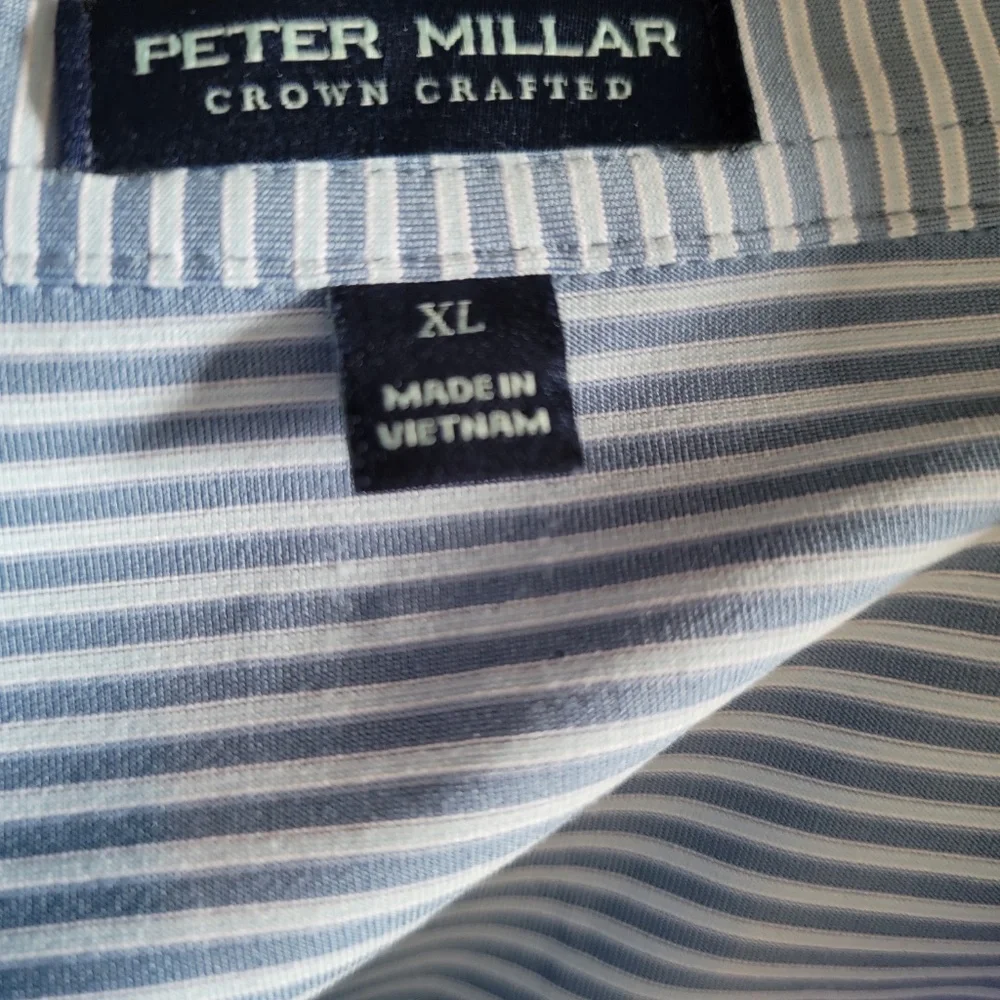 PETER MILLAR
CROWN CRAFTED
XL
MADE IN
VIETNAM